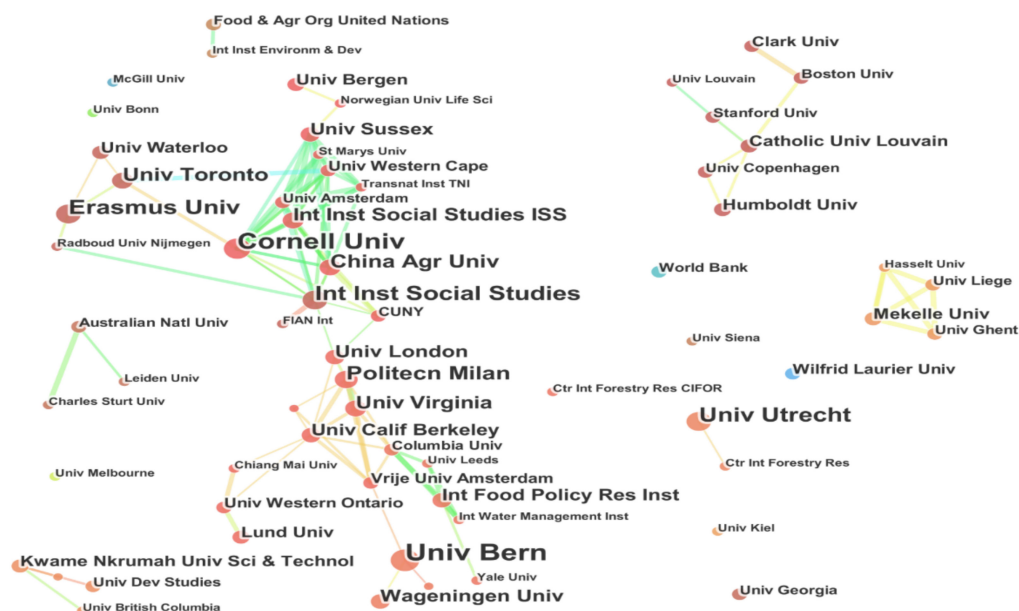 Food & Agr Org United Nations
Int Inst Environm & Dev
McGill Univ
Univ Bonn
Univ Bergen
Norwegian Univ Life Sci
Univ Sussex
St Marys Univ
Univ Western Cape
Transnat Inst TNI
Univ Waterloo
Univ Toronto
Univ Amsterdam
Erasmus Univ
Int Inst Social Studies ISS
Radboud Univ Nijmegen
Cornell Univ
China Agr Univ
Int Inst Social Studies
FIAN Int
CUNY
Australian Natl Univ
Leiden Univ
Charles Sturt Univ
Univ London
Politecn Milan
Univ Virginia
Univ Calif Berkeley
Columbia Univ
Univ Leeds
Chiang Mai Univ
Vrije Univ Amsterdam
Univ Melbourne
Int Food Policy Res Inst
Univ Western Ontario
Int Water Management Inst
Lund Univ
Univ Bern
Kwame Nkrumah Univ Sci & Technol
Univ Dev Studies
Yale Univ
Wageningen Univ
Univ British Columbia
Clark Univ
Boston Univ
Univ Louvain
Stanford Univ
Catholic Univ Louvain
Univ Copenhagen
Humboldt Univ
World Bank
Hasselt Univ
Univ Liege
Mekelle Univ
Univ Ghent
Univ Siena
Wilfrid Laurier Univ
Ctr Int Forestry Res CIFOR
Univ Utrecht
Ctr Int Forestry Res
Univ Kiel
Univ Georgia